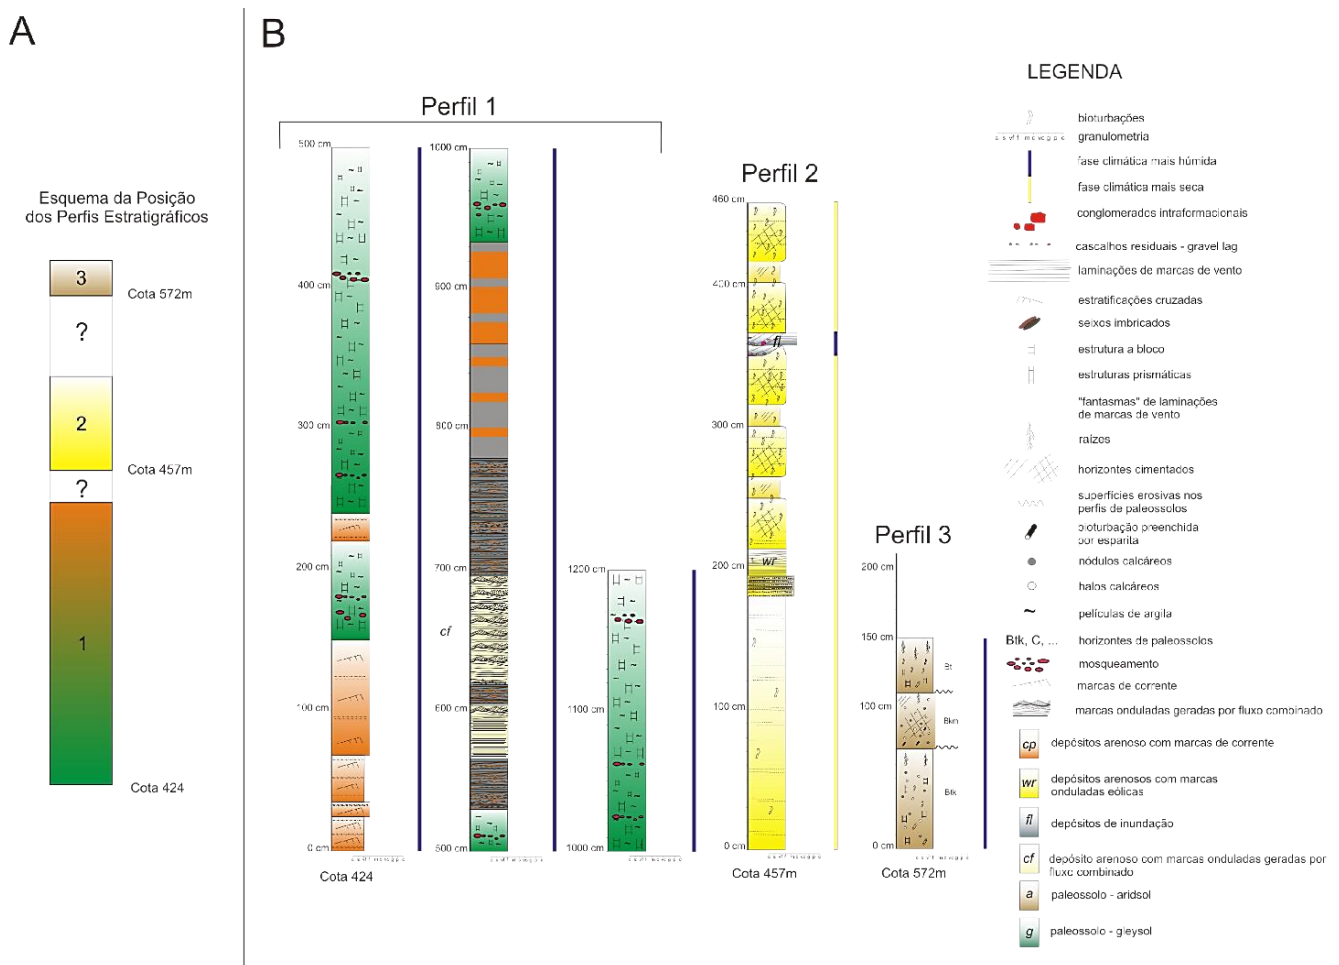 A
Esquema da Posição
dos Perfis Estratigráficos
3
Cota 572m
?
2
Cota 457m
?
1
Cota 424
B
Perfil 1
500 cm
400 cm
300 cm
200 cm
100 cm
0 cm
Cota 424
1000 cm
900 cm
800 cm
700 cm
cf
600 cm
500 cm
1200 cm
1100 cm
1000 cm
Perfil 2
460 cm
400 cm
fl
300 cm
wr
200 cm
100 cm
0 cm
Cota 457m
Perfil 3
200 cm
150 cm
Bt
100 cm
Bkm
Btk
0 cm
Cota 572m
LEGENDA
bioturbações
granulometria
fase climática mais húmida
fase climática mais seca
conglomerados intraformacionais
cascalhos residuais - gravel lag
laminações de marcas de vento
estratificações cruzadas
seixos imbricados
estrutura a bloco
estruturas prismáticas
"fantasmas" de laminações
de marcas de vento
raízes
horizontes cimentados
superfícies erosivas nos
perfis de paleossolos
bioturbação preenchida
por esparita
nódulos calcáreos
halos calcáreos
películas de argila
Btk, C, ... horizontes de paleossolos
mosqueamento
marcas de corrente
marcas onduladas geradas por fluxo combinado
cp depósitos arenoso com marcas de corrente
wr depósitos arenosos com marcas
onduladas eólicas
fl depósitos de inundação
cf depósito arenoso com marcas onduladas geradas por
fluxo combinado
a paleossolo - aridsol
g paleossolo - gleysol